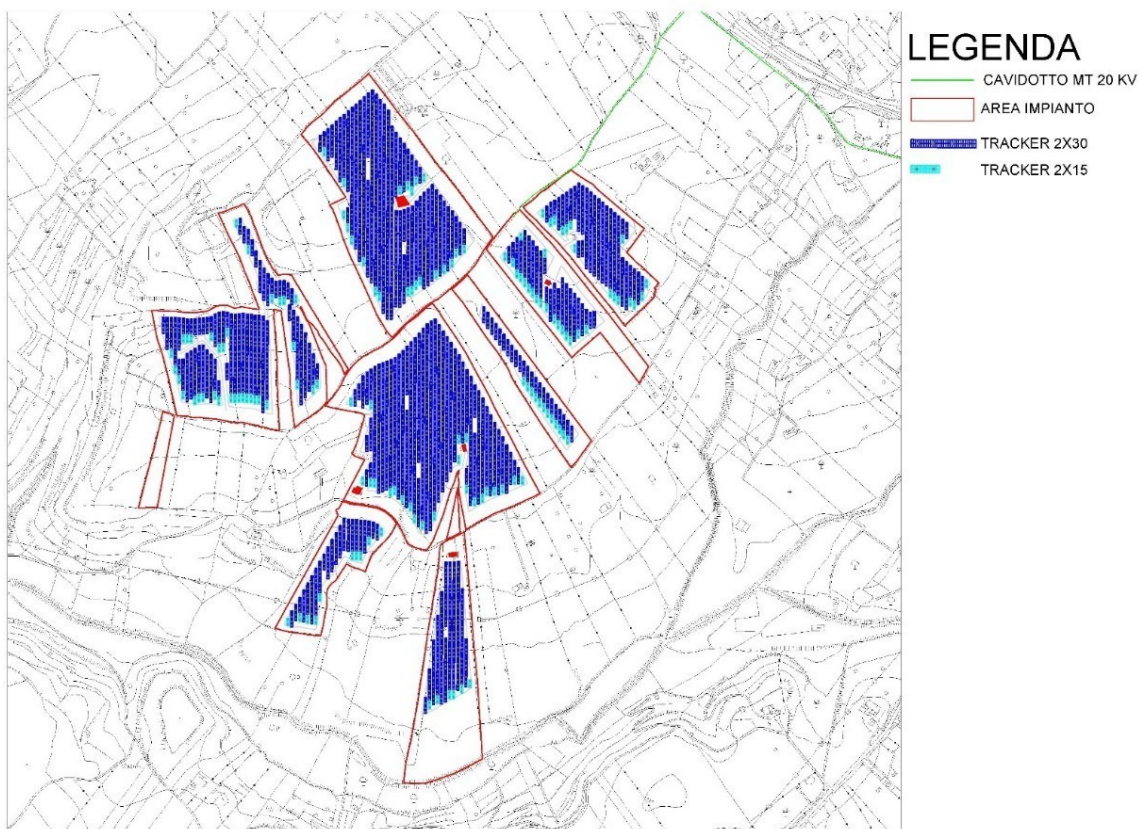 LEGENDA
CAVIDOTTO MT 20 KV
AREA IMPIANTO
TRACKER 2X30
TRACKER 2X15